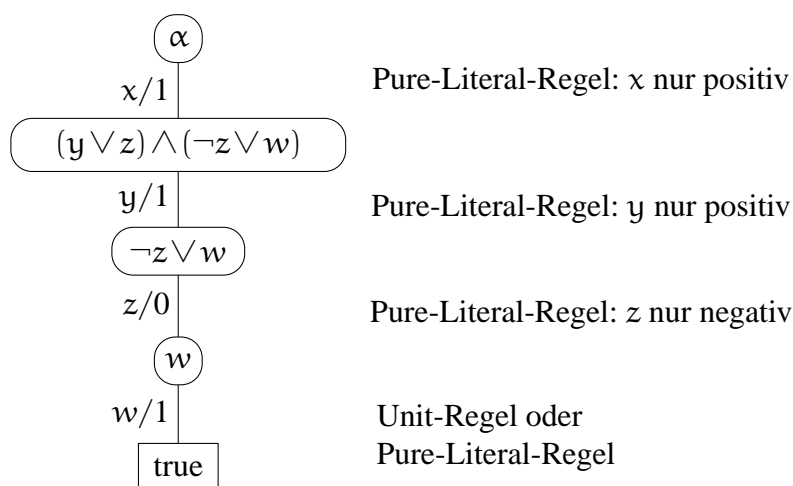 α
x/1 Pure-Literal-Regel: x nur positiv
(y ∨ z) ∧ (¬z ∨ w)
y/1 Pure-Literal-Regel: y nur positiv
¬z ∨ w
z/0 Pure-Literal-Regel: z nur negativ
w
w/1 Unit-Regel oder
Pure-Literal-Regel
true